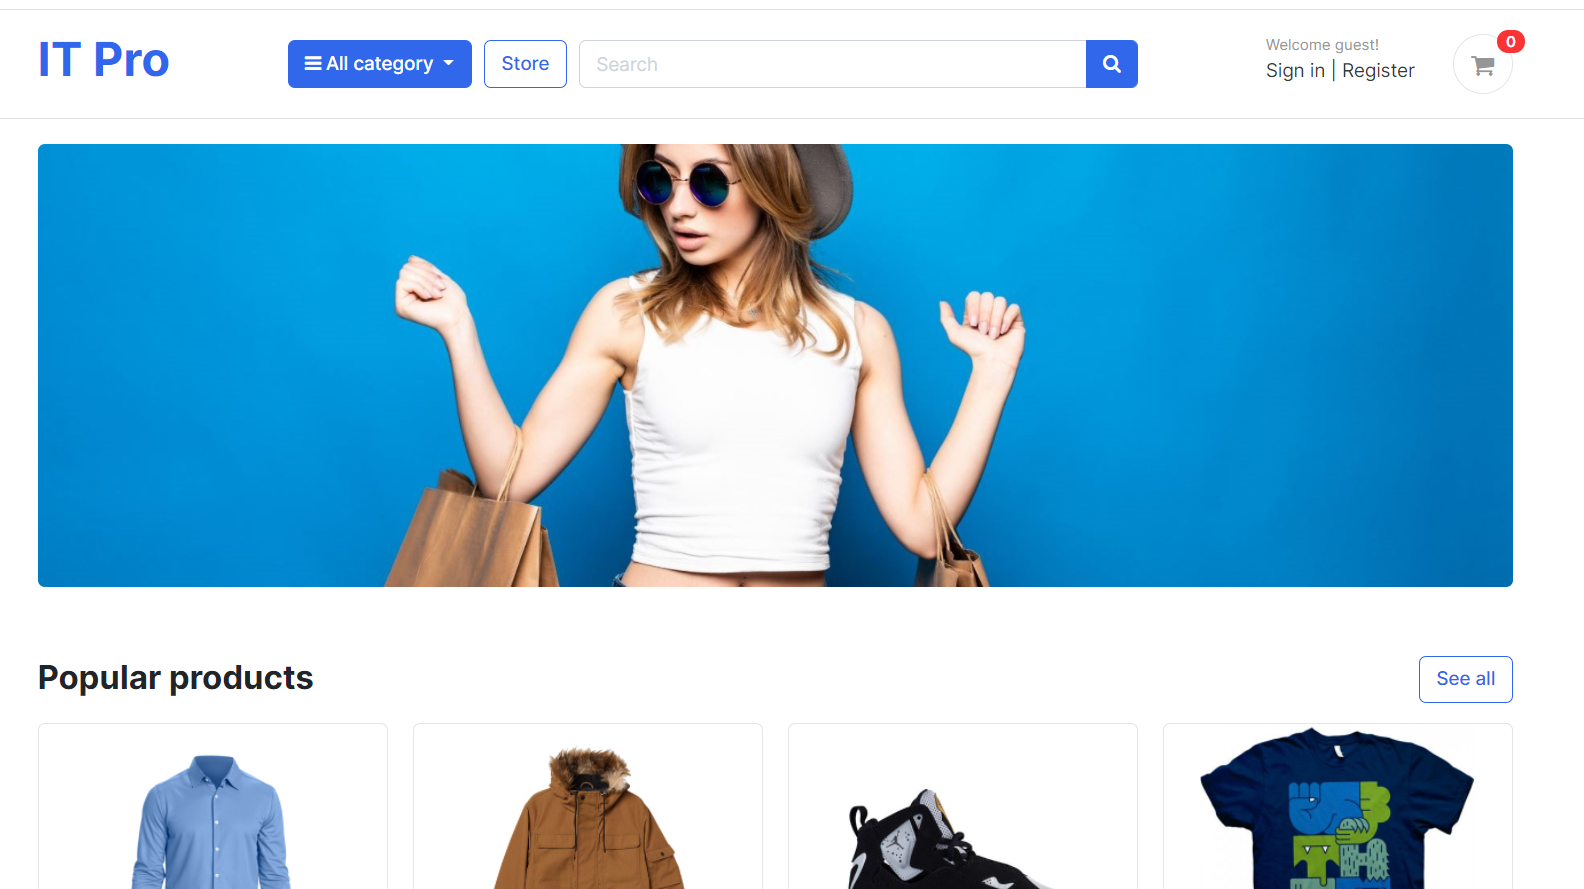 IT Pro
All category
Store
Search
Welcome guest!
Sign in | Register
0
Popular products
See all